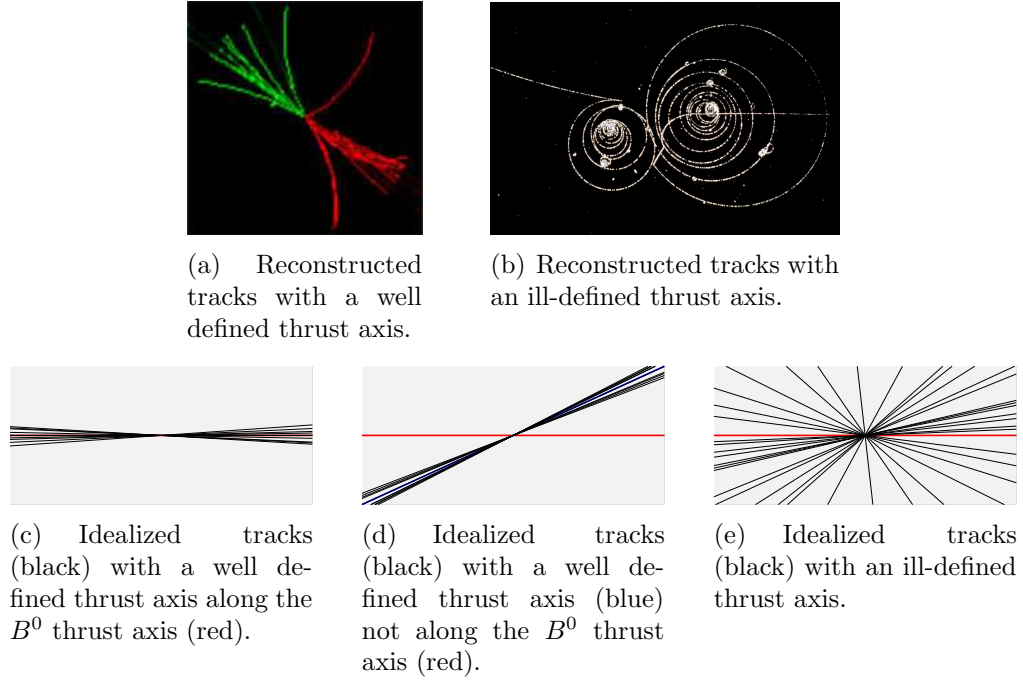 (a) Reconstructed
tracks with a well
defined thrust axis.
(b) Reconstructed tracks with
an ill-defined thrust axis.
(c) Idealized tracks
(black) with a well de-
fined thrust axis along the
B⁰ thrust axis (red).
(d) Idealized tracks
(black) with a well de-
fined thrust axis (blue)
not along the B⁰ thrust
axis (red).
(e) Idealized tracks
(black) with an ill-defined
thrust axis.